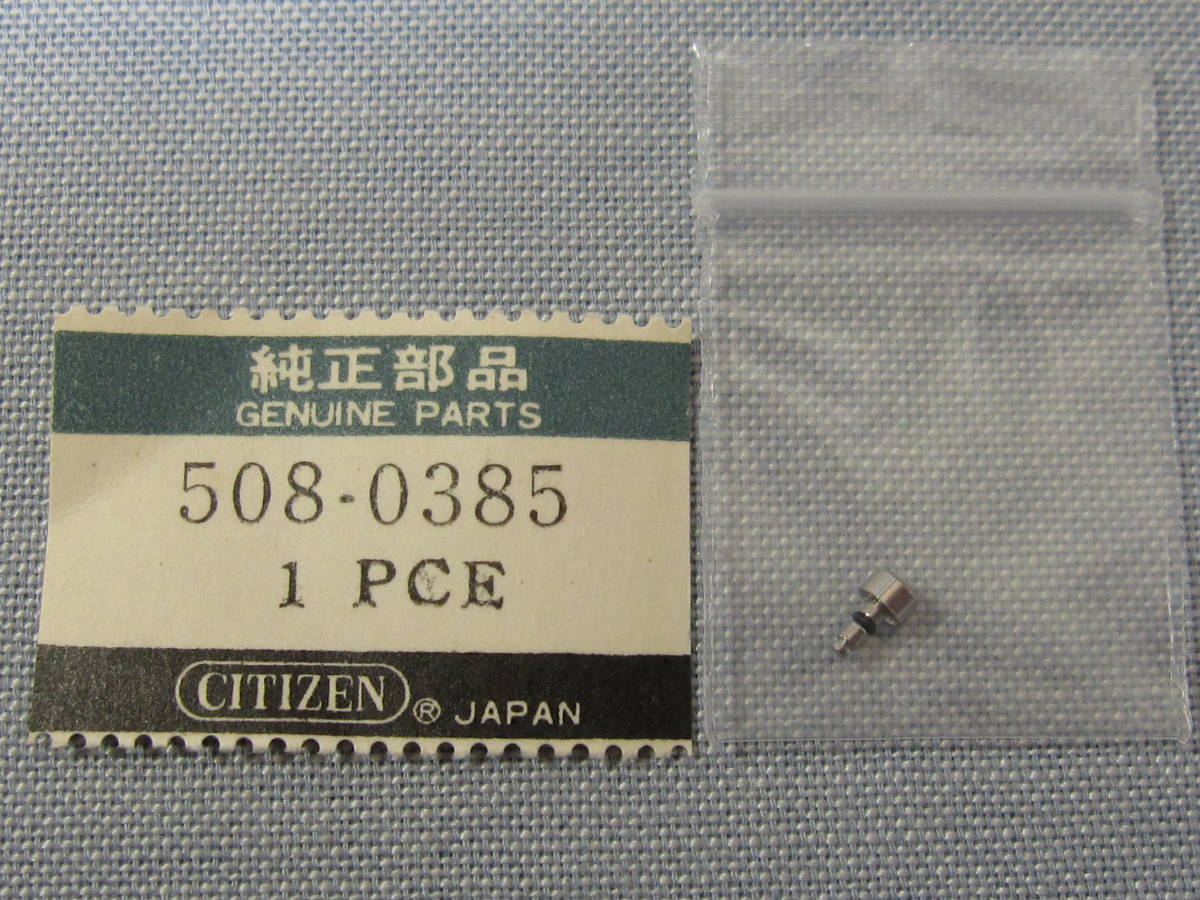 純正部品
GENUINE PARTS
508-0385
1 PCE
CITIZEN® JAPAN